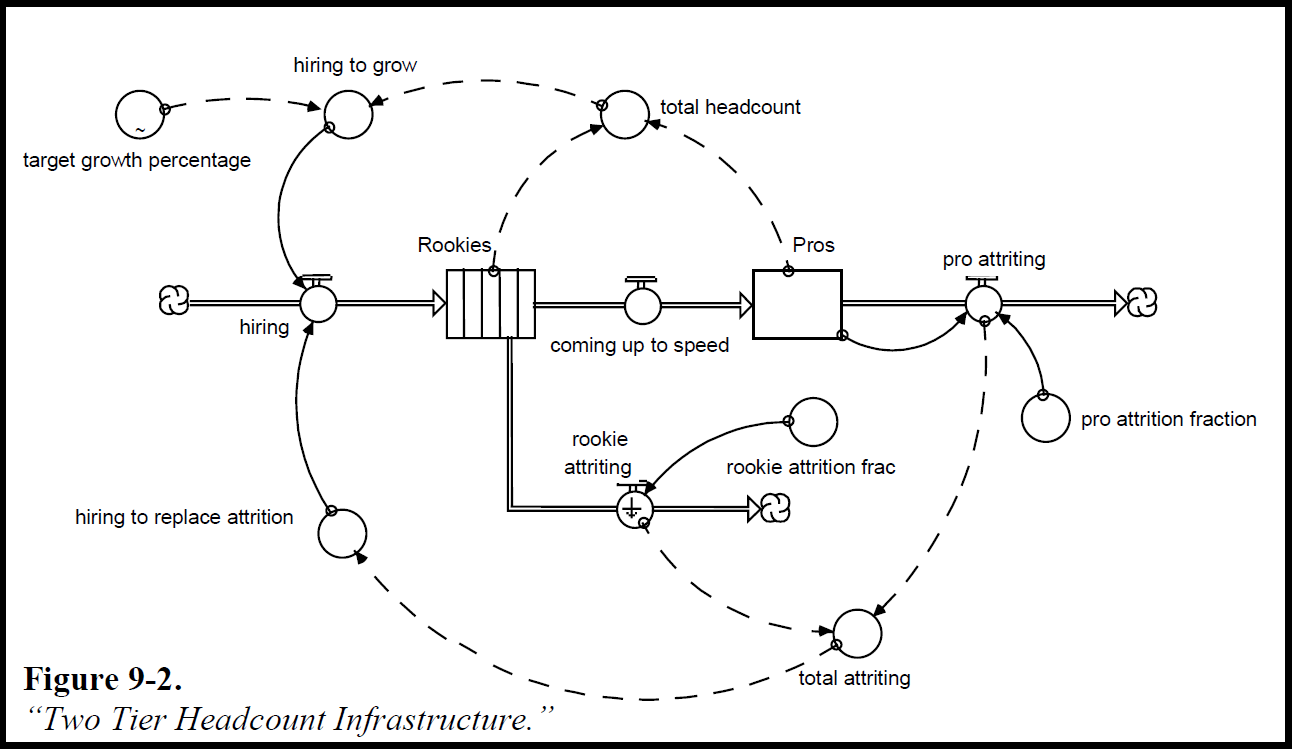 hiring to grow
total headcount
~
target growth percentage
Rookies
Pros
pro attriting
hiring
coming up to speed
pro attrition fraction
rookie
attriting
rookie attrition frac
hiring to replace attrition
total attriting
Figure 9-2.
“Two Tier Headcount Infrastructure.”